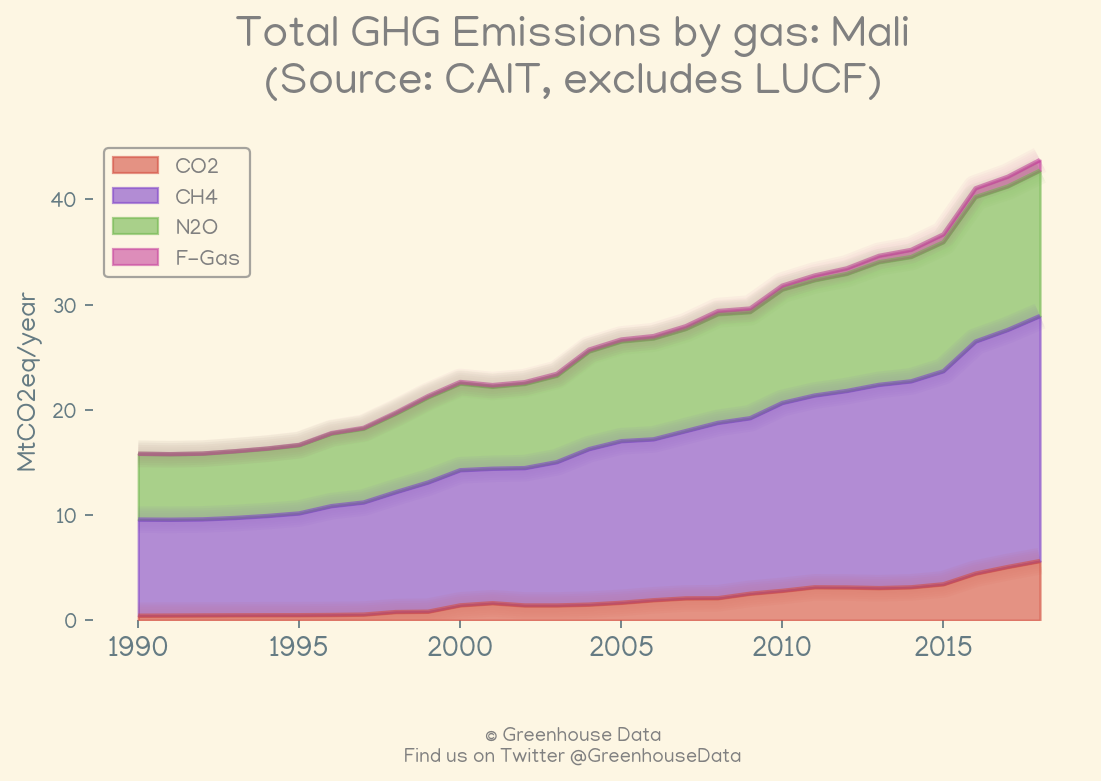 Total GHG Emissions by gas: Mali
(Source: CAIT, excludes LUCF)
CO2
CH4
N2O
F-Gas
MtCO2eq/year
40
30
20
10
0
1990 1995 2000 2005 2010 2015
© Greenhouse Data
Find us on Twitter @GreenhouseData